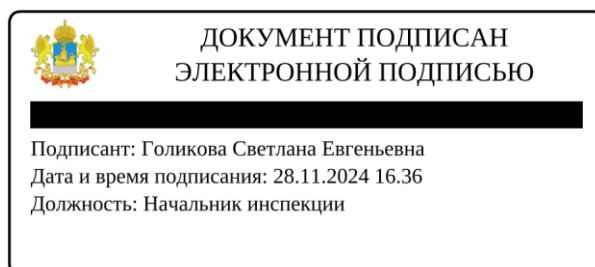 ДОКУМЕНТ ПОДПИСАН
ЭЛЕКТРОННОЙ ПОДПИСЬЮ
Подписант: Голикова Светлана Евгеньевна
Дата и время подписания: 28.11.2024 16.36
Должность: Начальник инспекции